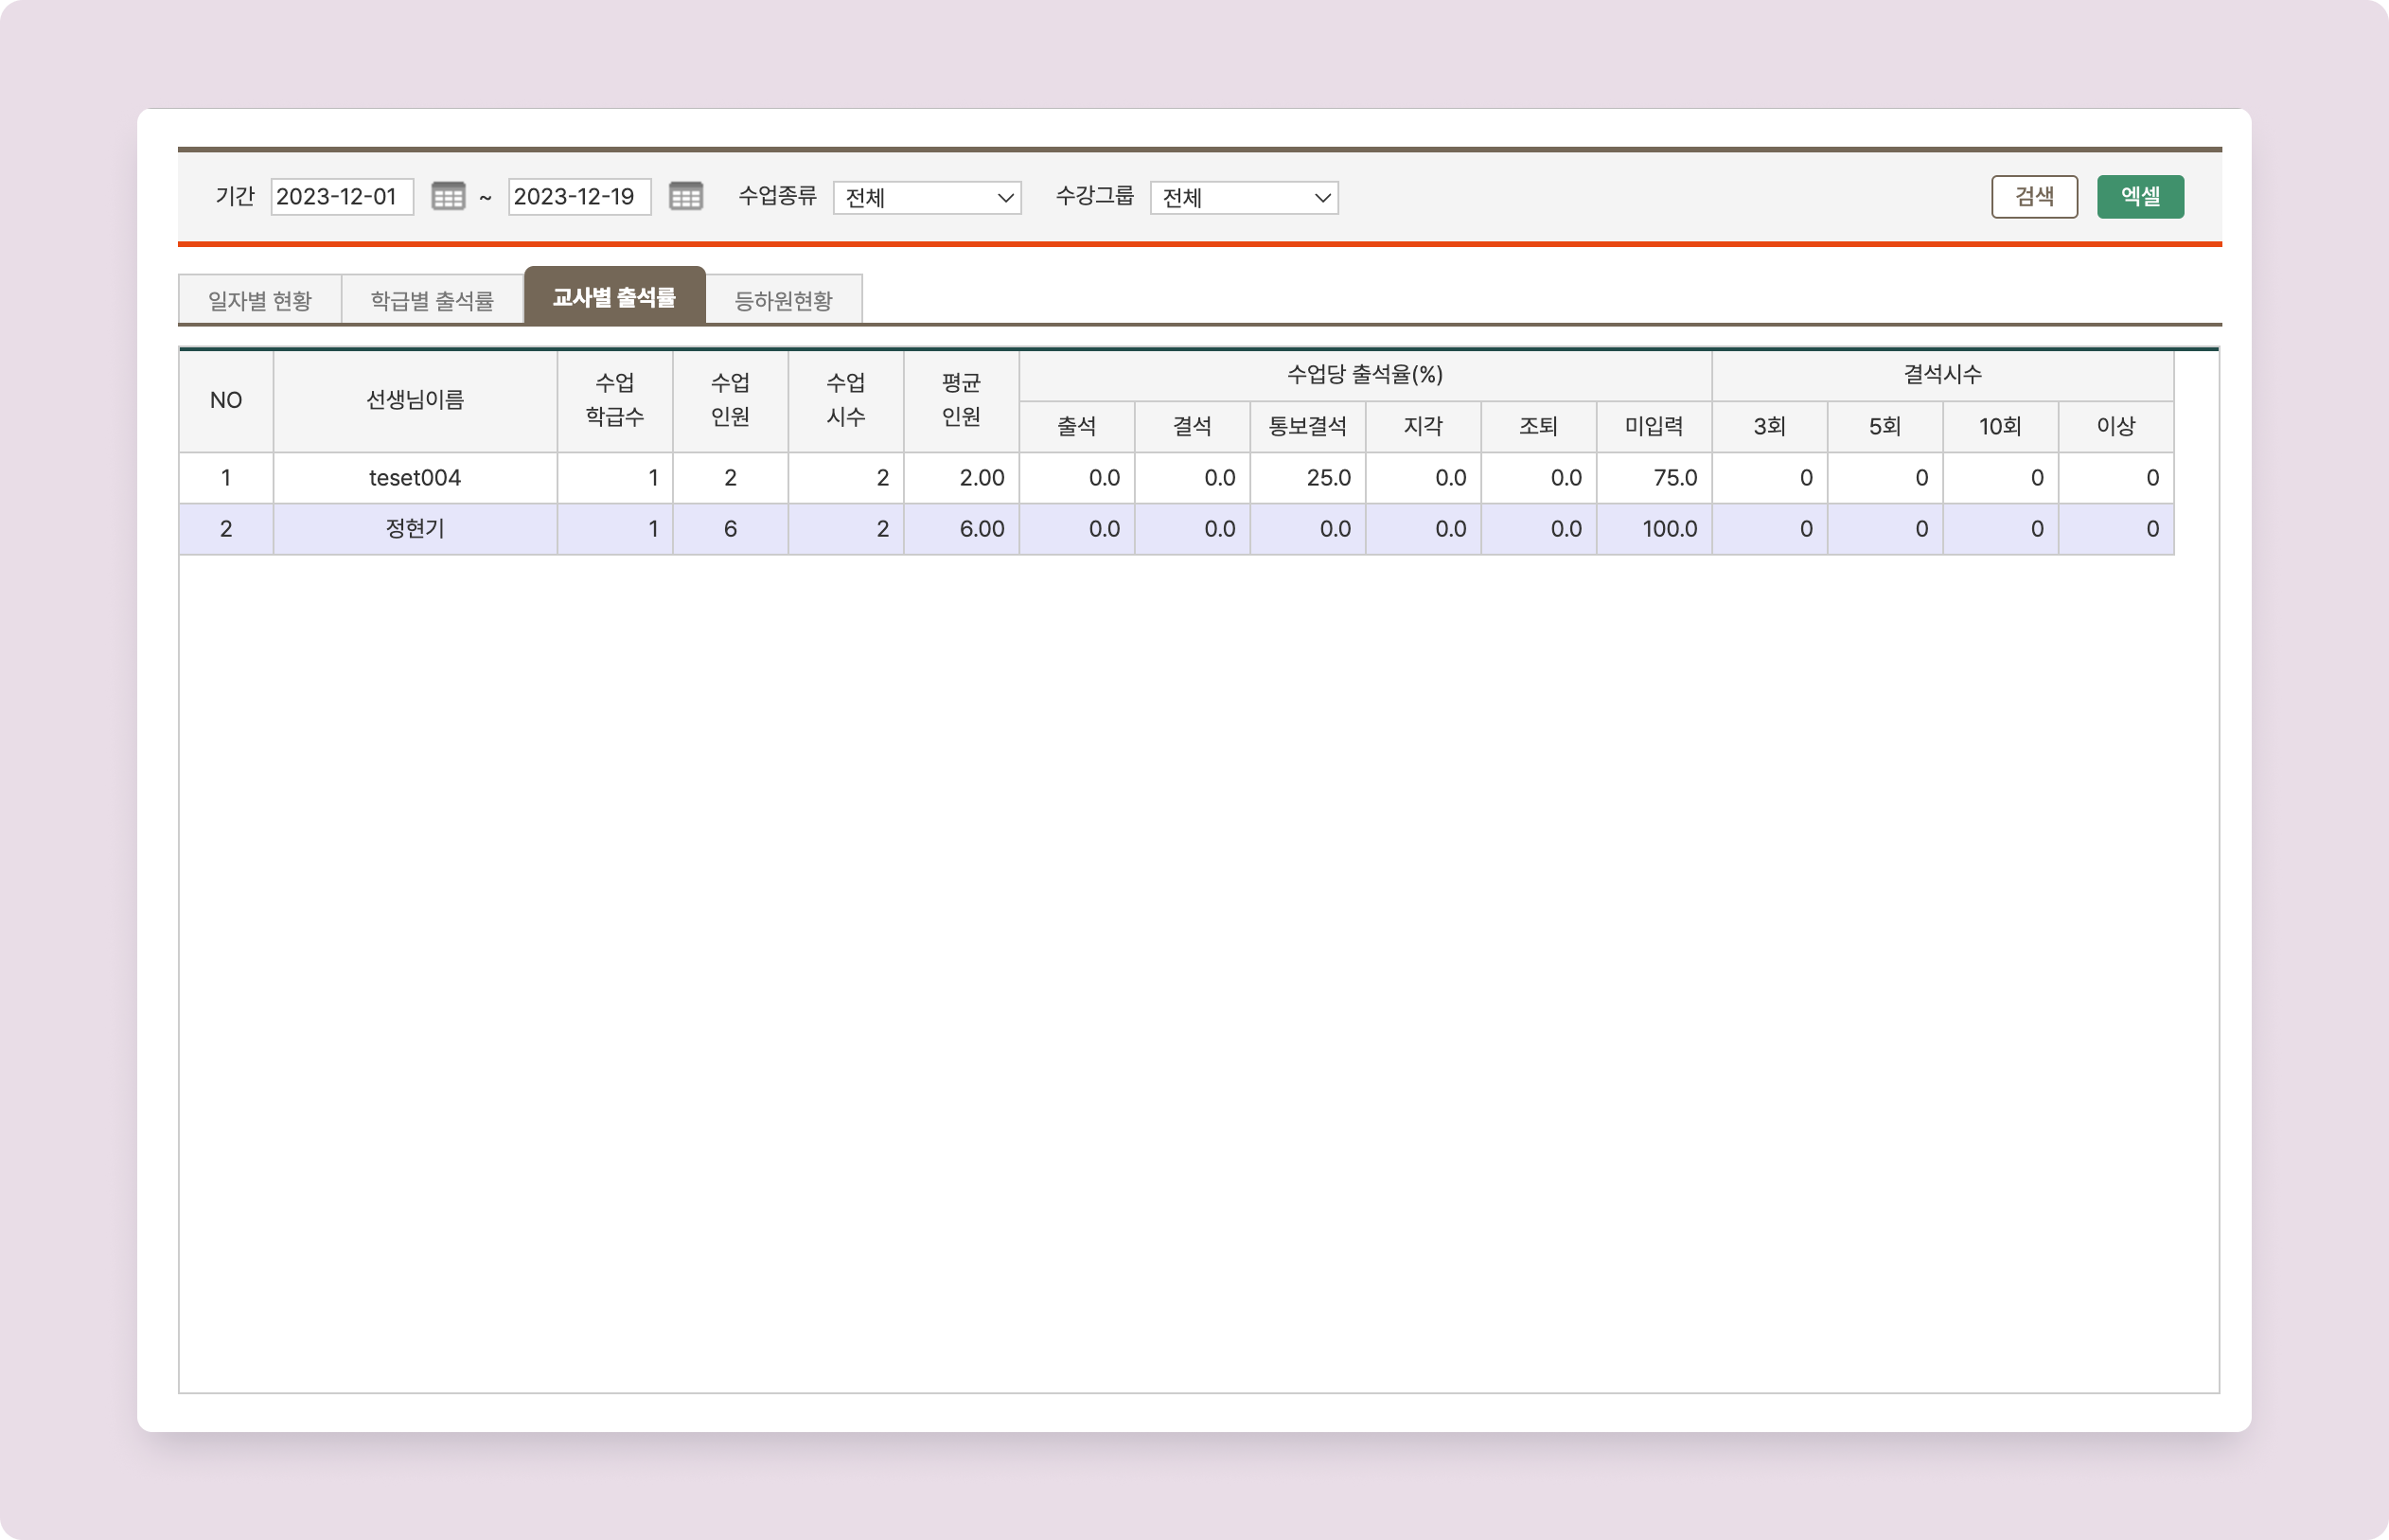 기간 2023-12-01 ~ 2023-12-19 수업종류 전체 수강그룹 전체 검색 엑셀
일자별 현황 학급별 출석률 교사별 출석률 등하원현황
NO 선생님이름 수업 학급수 수업 인원 수업 시수 평균 인원 수업당 출석율(%) 결석시수
출석 결석 통보결석 지각 조퇴 미입력 3회 5회 10회 이상
1 teset004 1 2 2 2.00 0.0 0.0 25.0 0.0 0.0 75.0 0 0 0 0
2 정현기 1 6 2 6.00 0.0 0.0 0.0 0.0 0.0 100.0 0 0 0 0